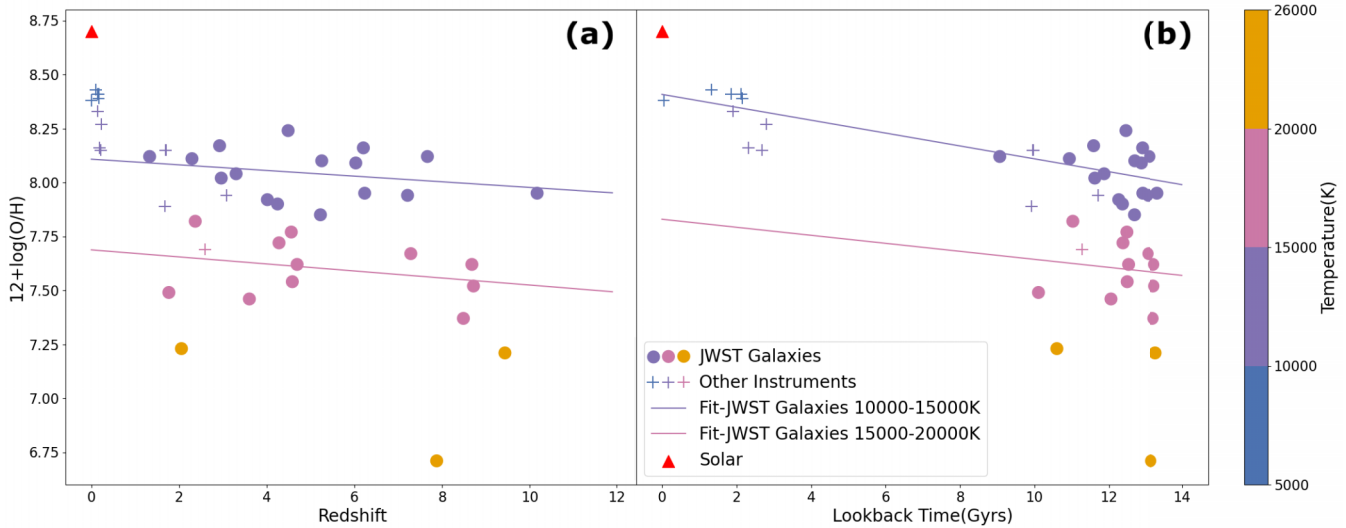 (a)
(b)
8.75
8.50
8.25
8.00
7.75
7.50
7.25
7.00
6.75
12+log(O/H)
0 2 4 6 8 10 12
Redshift
0 2 4 6 8 10 12 14
Lookback Time(Gyrs)
JWST Galaxies
Other Instruments
Fit-JWST Galaxies 10000-15000K
Fit-JWST Galaxies 15000-20000K
Solar
26000
20000
15000
10000
5000
Temperature(K)